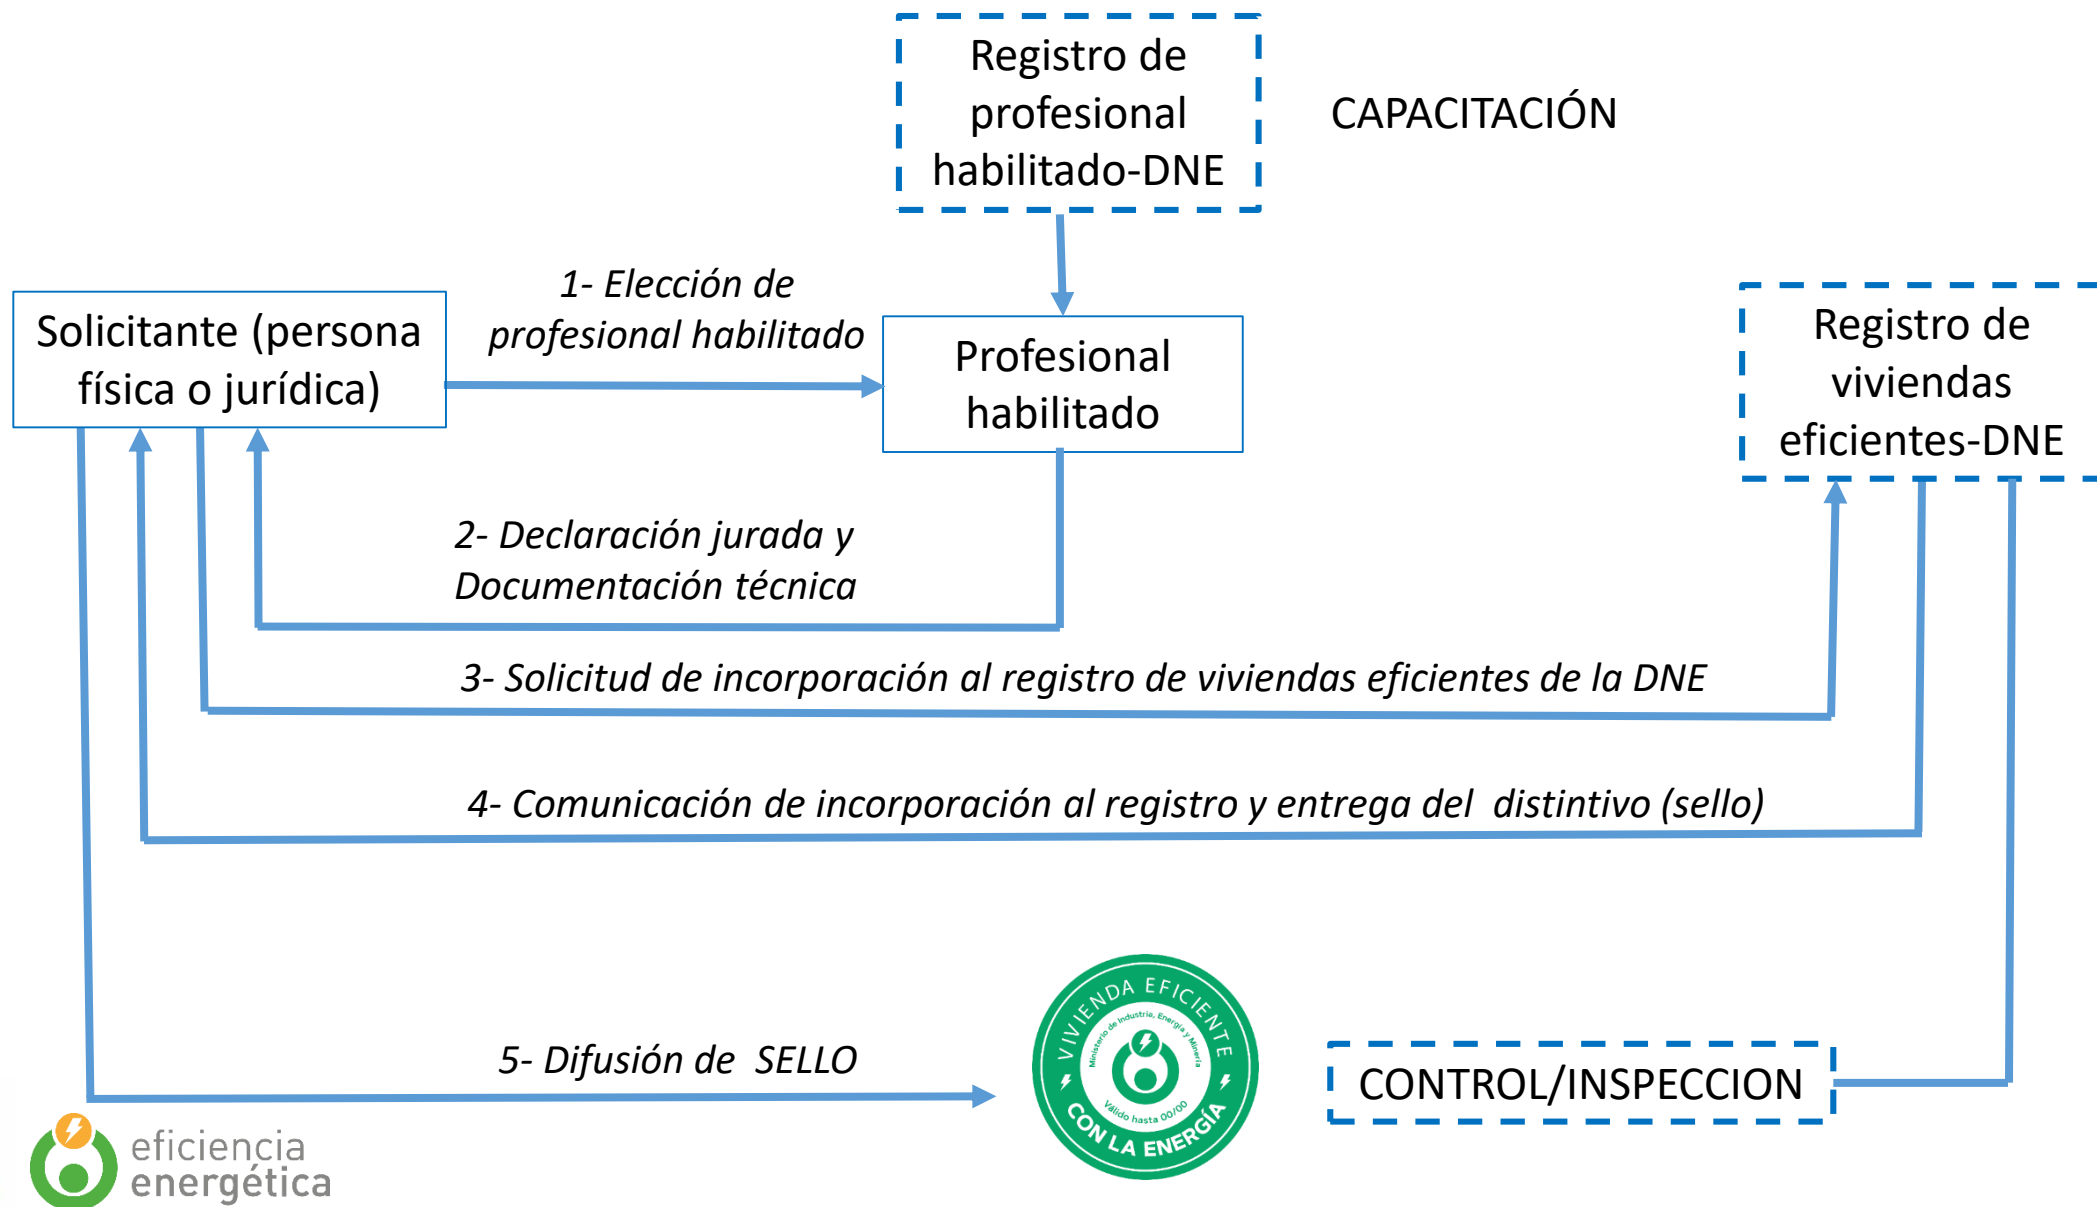 Registro de
profesional
habilitado-DNE
CAPACITACIÓN
1- Elección de
profesional habilitado
Solicitante (persona
física o jurídica)
Profesional
habilitado
Registro de
viviendas
eficientes-DNE
2- Declaración jurada y
Documentación técnica
3- Solicitud de incorporación al registro de viviendas eficientes de la DNE
4- Comunicación de incorporación al registro y entrega del distintivo (sello)
5- Difusión de SELLO
VIVIENDA EFICIENTE
Ministerio de Industria, Energía y Minería
Válido hasta 00/00
CON LA ENERGÍA
CONTROL/INSPECCION
eficiencia
energética